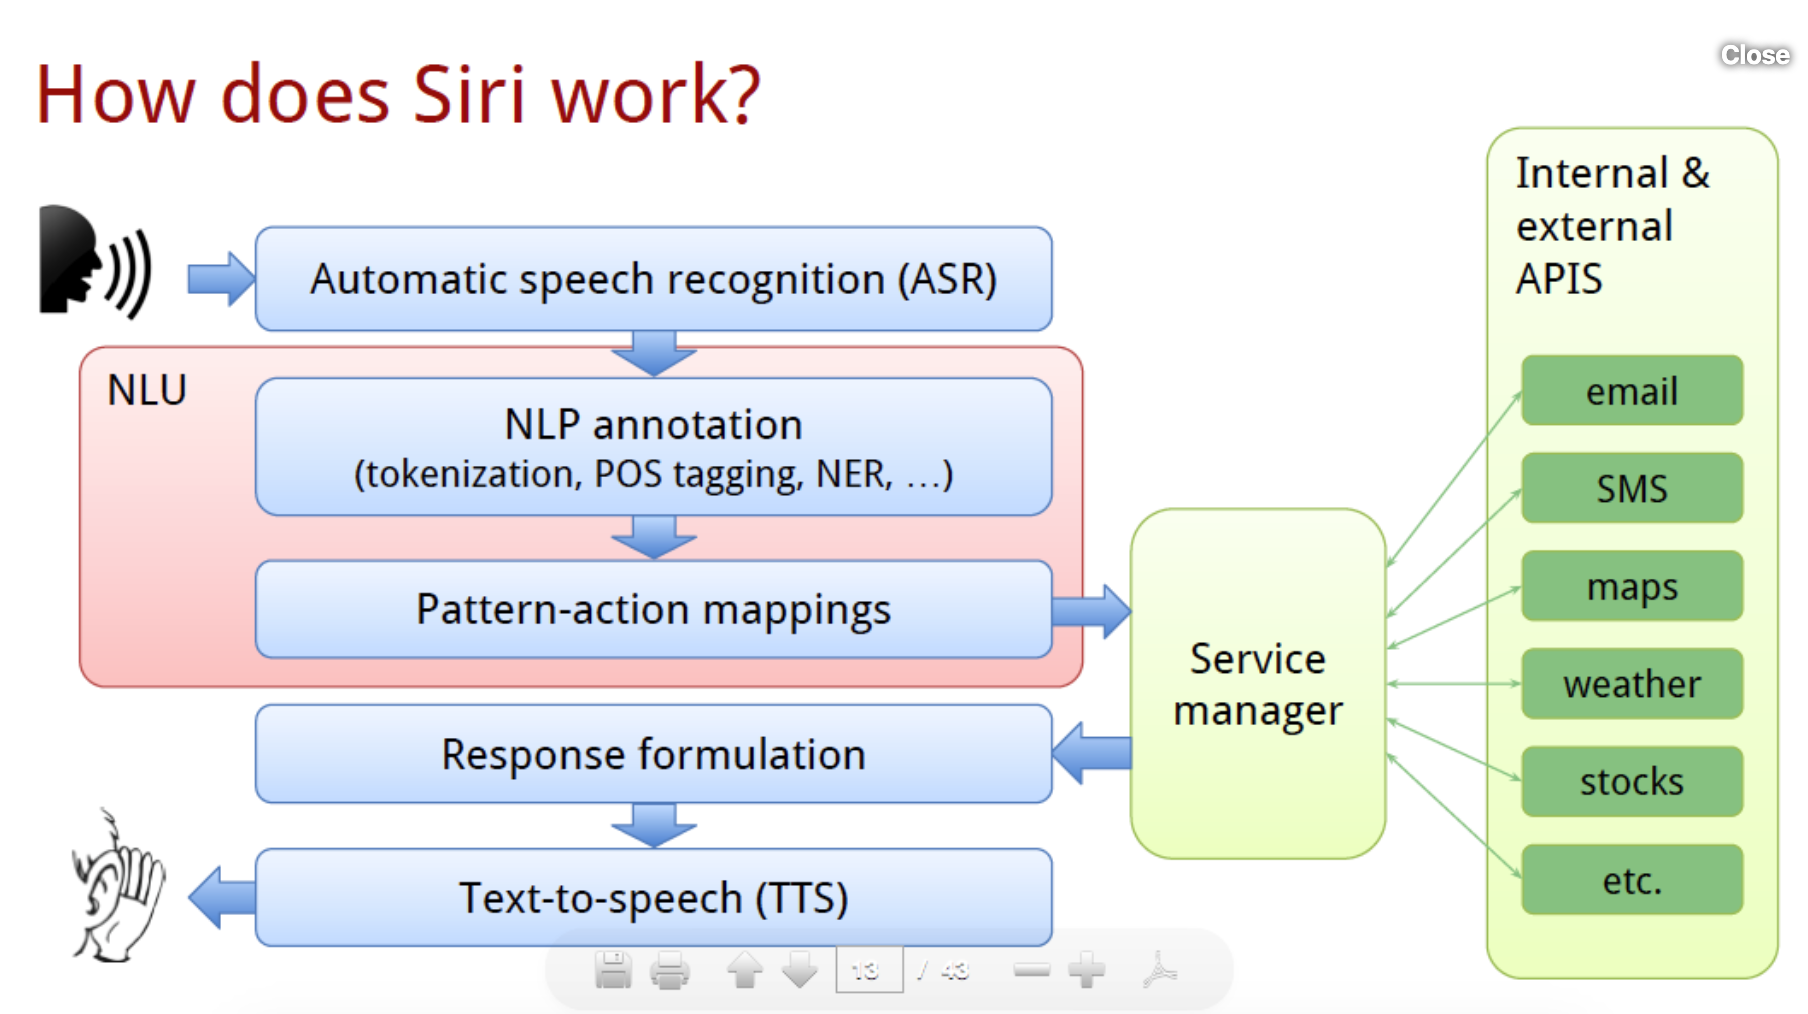 How does Siri work?
Close
Automatic speech recognition (ASR)
NLU
NLP annotation
(tokenization, POS tagging, NER, …)
Pattern-action mappings
Response formulation
Text-to-speech (TTS)
Service
manager
Internal &
external
APIS
email
SMS
maps
weather
stocks
etc.
13 / 43